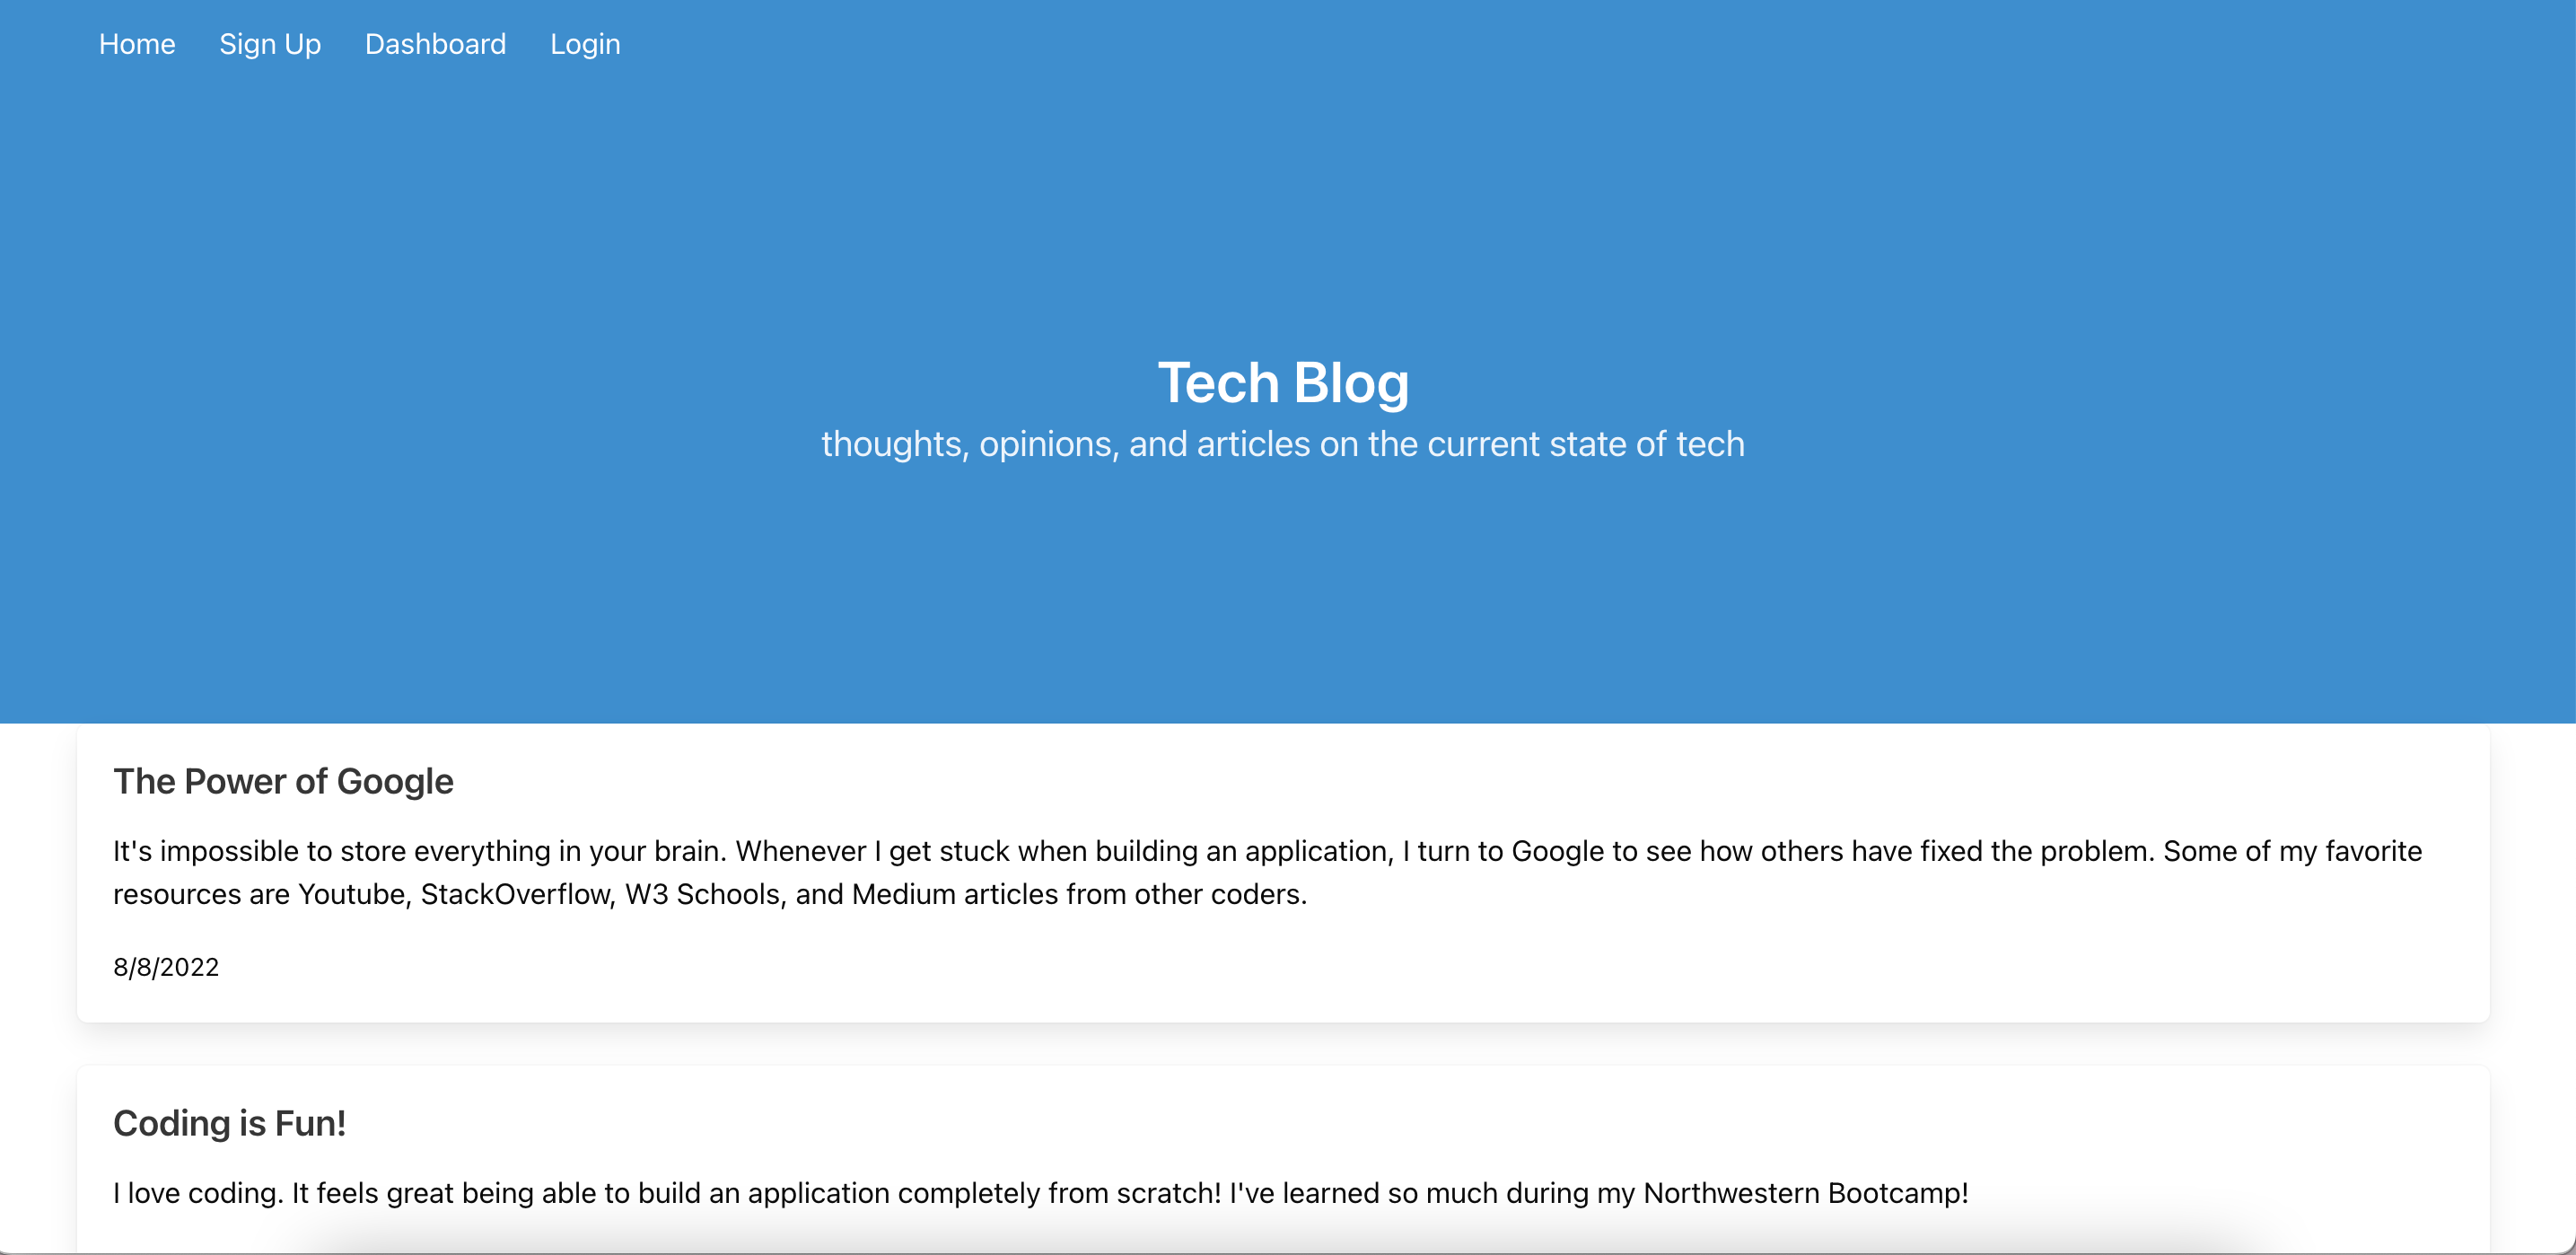 Home Sign Up Dashboard Login
Tech Blog
thoughts, opinions, and articles on the current state of tech
The Power of Google
It's impossible to store everything in your brain. Whenever I get stuck when building an application, I turn to Google to see how others have fixed the problem. Some of my favorite
resources are Youtube, StackOverflow, W3 Schools, and Medium articles from other coders.
8/8/2022
Coding is Fun!
I love coding. It feels great being able to build an application completely from scratch! I've learned so much during my Northwestern Bootcamp!